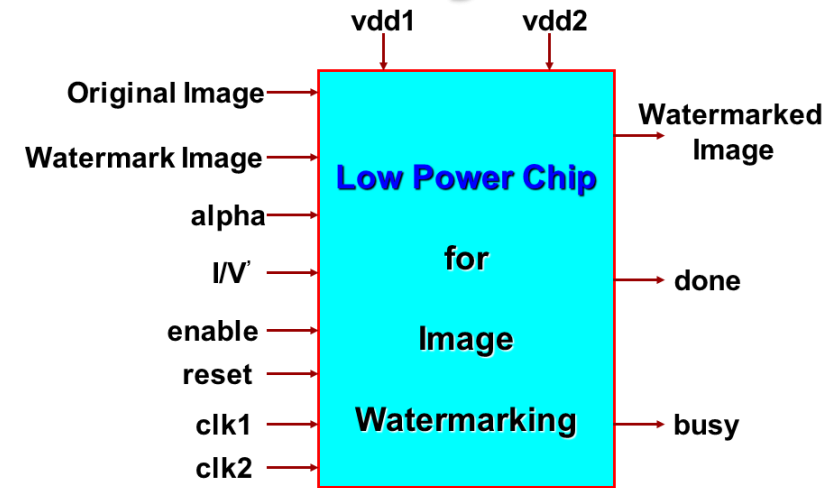 vdd1
vdd2
Original Image
Watermark Image
alpha
I/V’
enable
reset
clk1
clk2
Low Power Chip
for
Image
Watermarking
Watermarked
Image
done
busy